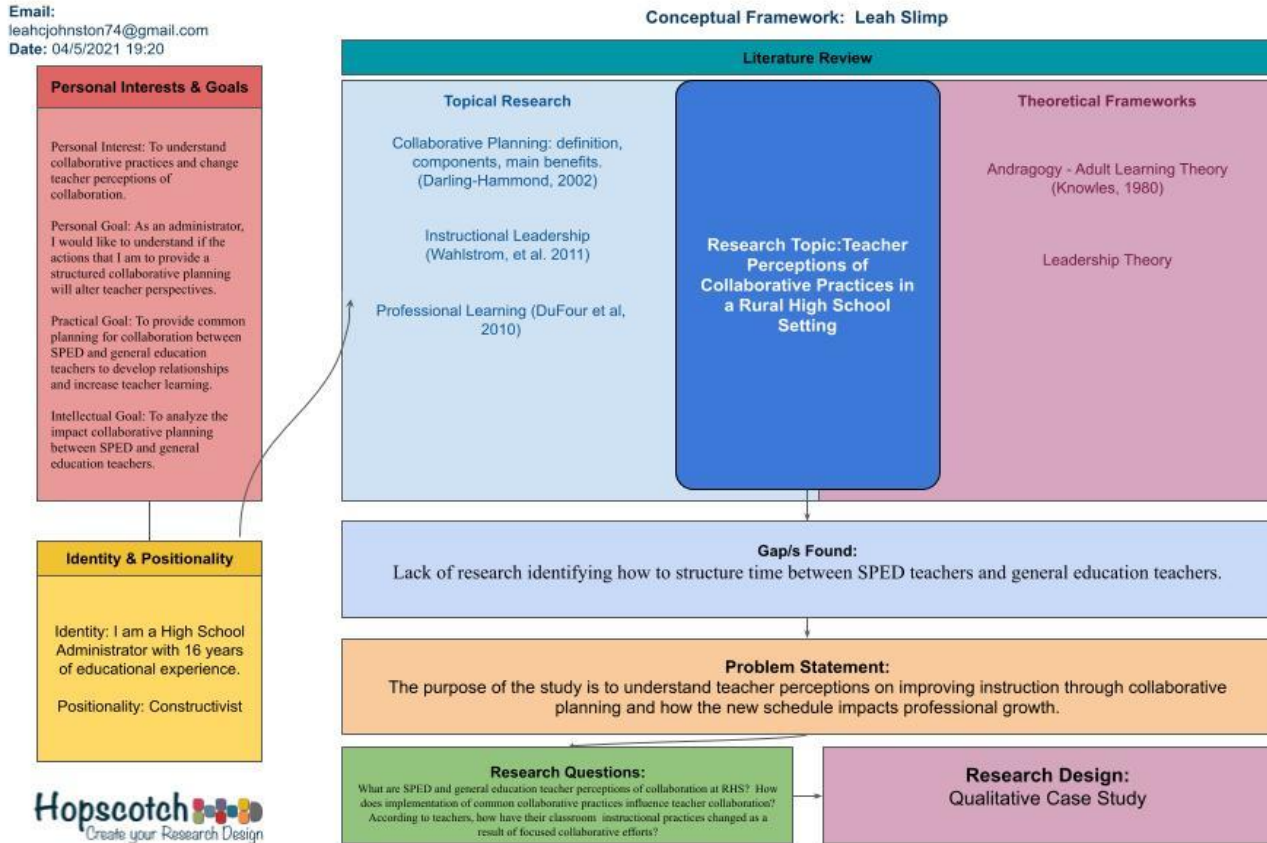 Email:
leahcjohnston74@gmail.com
Date: 04/5/2021 19:20
Conceptual Framework: Leah Slimp
Personal Interests & Goals
Personal Interest: To understand
collaborative practices and change
teacher perceptions of
collaboration.
Personal Goal: As an administrator,
I would like to understand if the
actions that I am to provide a
structured collaborative planning
will alter teacher perspectives.
Practical Goal: To provide common
planning for collaboration between
SPED and general education
teachers to develop relationships
and increase teacher learning.
Intellectual Goal: To analyze the
impact collaborative planning
between SPED and general
education teachers.
Identity & Positionality
Identity: I am a High School
Administrator with 16 years
of educational experience.
Positionality: Constructivist
Hopscotch
Create your Research Design
Literature Review
Topical Research
Collaborative Planning: definition,
components, main benefits.
(Darling-Hammond, 2002)
Instructional Leadership
(Wahlstrom, et al. 2011)
Professional Learning (DuFour et al,
2010)
Research Topic:Teacher
Perceptions of
Collaborative Practices in
a Rural High School
Setting
Theoretical Frameworks
Andragogy - Adult Learning Theory
(Knowles, 1980)
Leadership Theory
Gap/s Found:
Lack of research identifying how to structure time between SPED teachers and general education teachers.
Problem Statement:
The purpose of the study is to understand teacher perceptions on improving instruction through collaborative
planning and how the new schedule impacts professional growth.
Research Questions:
What are SPED and general education teacher perceptions of collaboration at RHS? How
does implementation of common collaborative practices influence teacher collaboration?
According to teachers, how have their classroom instructional practices changed as a
result of focused collaborative efforts?
Research Design:
Qualitative Case Study